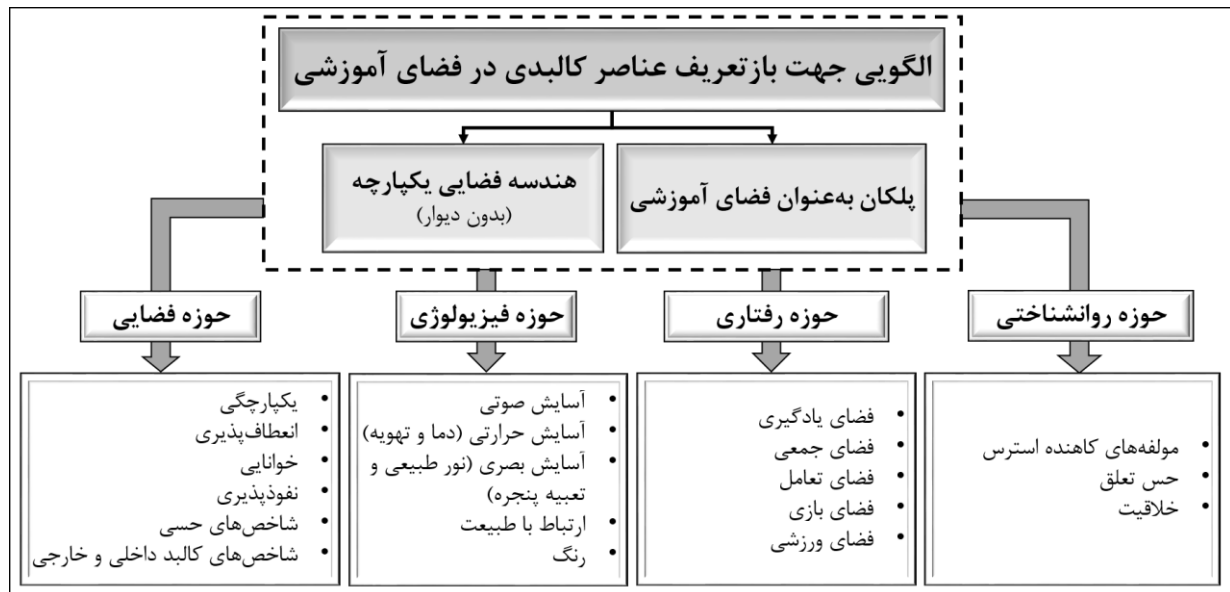 الگویی جهت بازتعریف عناصر کالبدی در فضای آموزشی
پلکان به‌عنوان فضای آموزشی
هندسه فضایی یکپارچه
(بدون دیوار)
حوزه روانشناختی
حوزه رفتاری
حوزه فیزیولوژی
حوزه فضایی
• مولفه‌های کاهنده استرس
• حس تعلق
• خلاقیت
• فضای یادگیری
• فضای جمعی
• فضای تعامل
• فضای بازی
• فضای ورزشی
• آسایش صوتی
• آسایش حرارتی (دما و تهویه)
• آسایش بصری (نور طبیعی و
تعبیه پنجره)
• ارتباط با طبیعت
• رنگ
• یکپارچگی
• انعطاف‌پذیری
• خوانایی
• نفوذپذیری
• شاخص‌های حسی
• شاخص‌های کالبد داخلی و خارجی